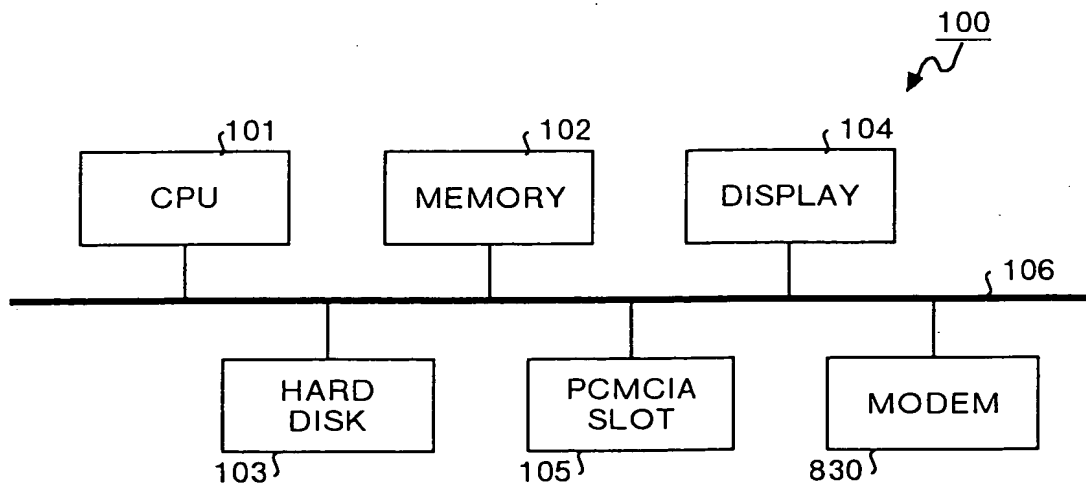 100
101
102
104
CPU
MEMORY
DISPLAY
106
HARD
DISK
PCMCIA
SLOT
MODEM
103
105
830